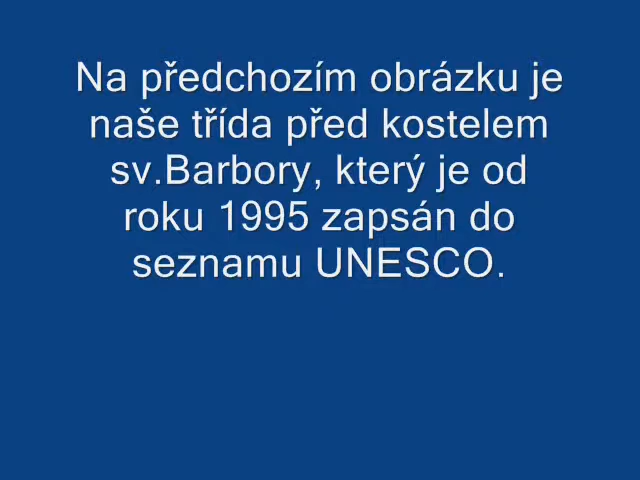 Na předchozím obrázku je
naše třída před kostelem
sv.Barbory, který je od
roku 1995 zapsán do
seznamu UNESCO.